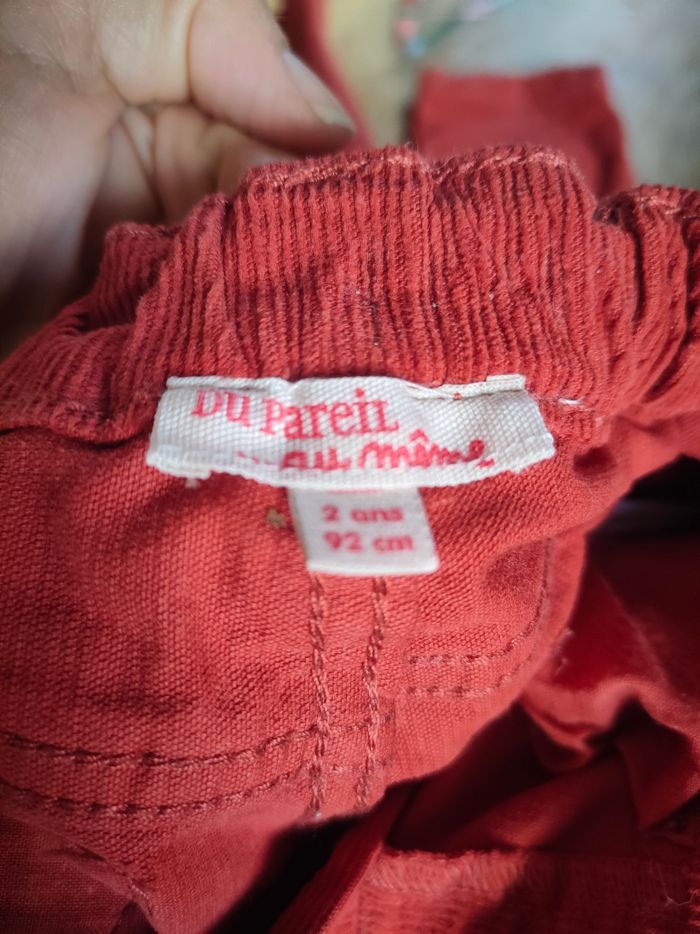 Du Pareil
au même
2 ans
92 cm